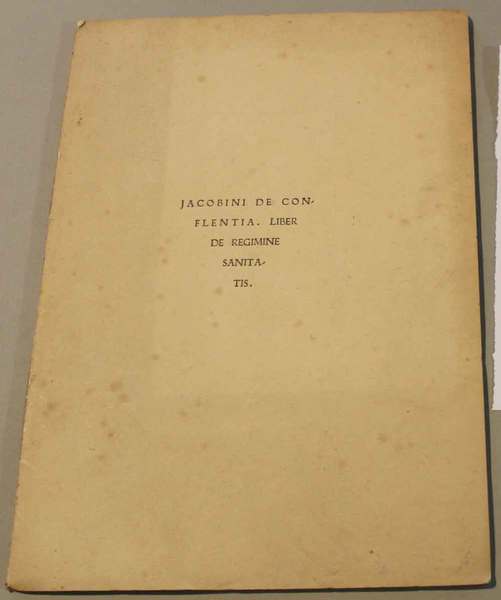 JACOBINI DE CON-
FLENTIA. LIBER
DE REGIMINE
SANITA-
TIS.